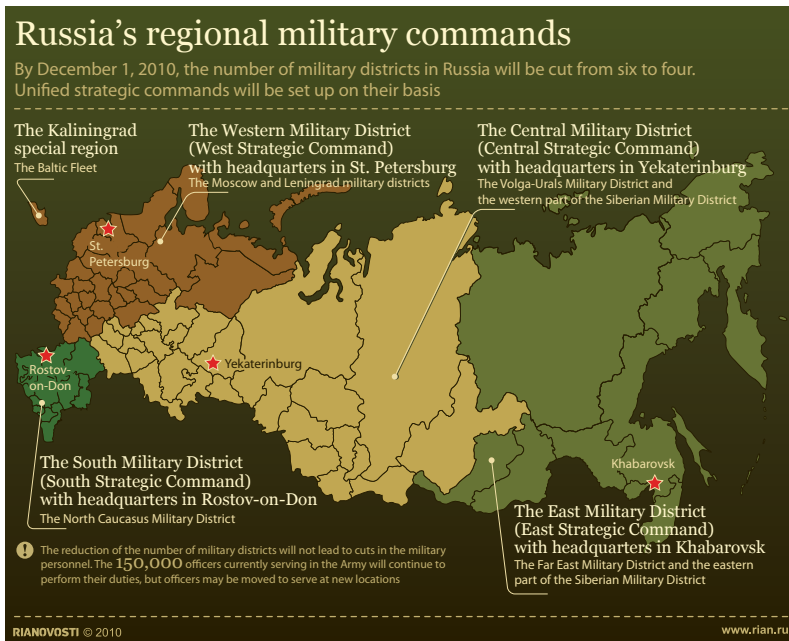 Russia's regional military commands
By December 1, 2010, the number of military districts in Russia will be cut from six to four.
Unified strategic commands will be set up on their basis
The Kaliningrad
special region
The Baltic Fleet
The Western Military District
(West Strategic Command)
with headquarters in St. Petersburg
The Moscow and Leningrad military districts
The Central Military District
(Central Strategic Command)
with headquarters in Yekaterinburg
The Volga-Urals Military District and
the western part of the Siberian Military District
St.
Petersburg
Rostov-
on-Don
Yekaterinburg
Khabarovsk
The South Military District
(South Strategic Command)
with headquarters in Rostov-on-Don
The North Caucasus Military District
The East Military District
(East Strategic Command)
with headquarters in Khabarovsk
The Far East Military District and the eastern
part of the Siberian Military District
! The reduction of the number of military districts will not lead to cuts in the military
personnel. The 150,000 officers currently serving in the Army will continue to
perform their duties, but officers may be moved to serve at new locations
RIANOVOSTI © 2010
www.rian.ru